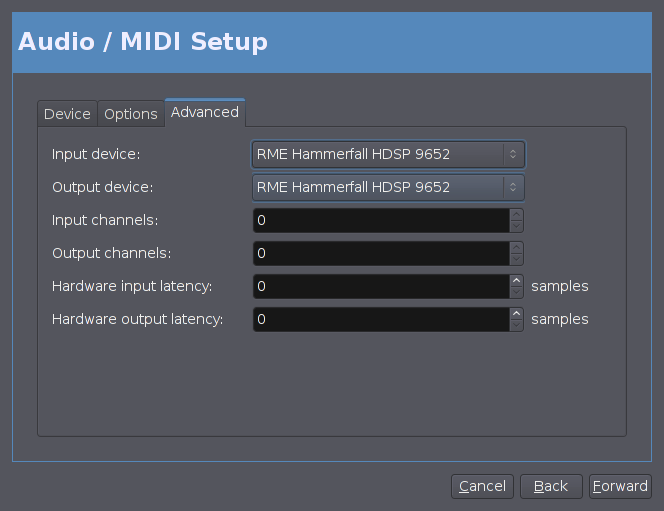 Audio / MIDI Setup
Device Options Advanced
Input device: RME Hammerfall HDSP 9652
Output device: RME Hammerfall HDSP 9652
Input channels: 0
Output channels: 0
Hardware input latency: 0 samples
Hardware output latency: 0 samples
Cancel Back Forward